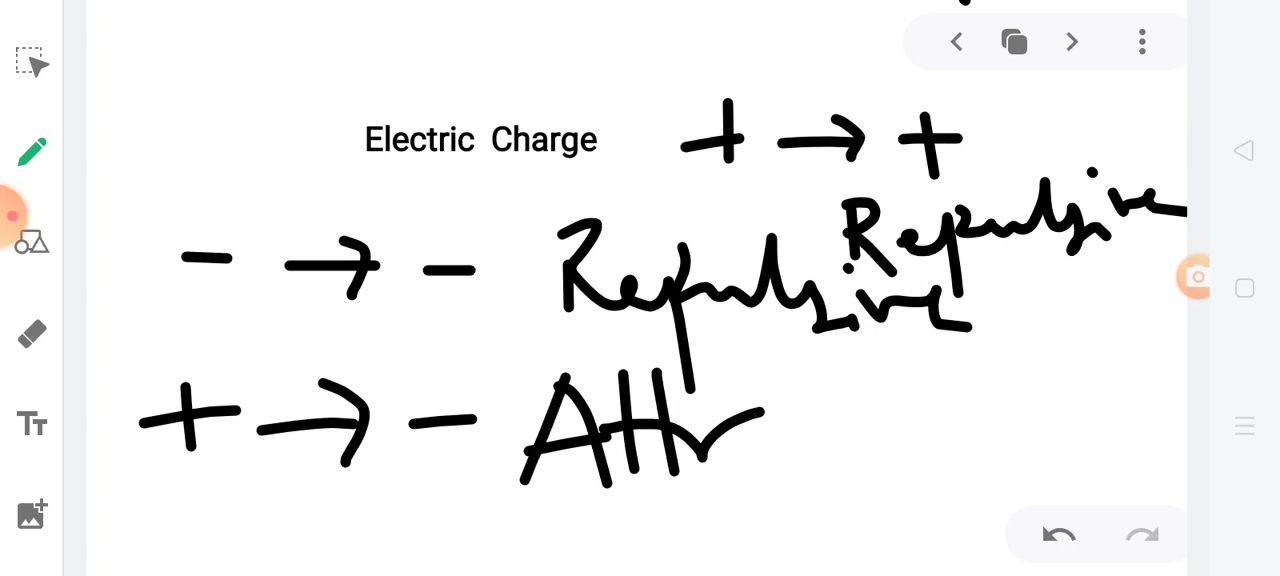 Electric Charge + → +
Repulsive
- → - Repulsive
+ → - Attr